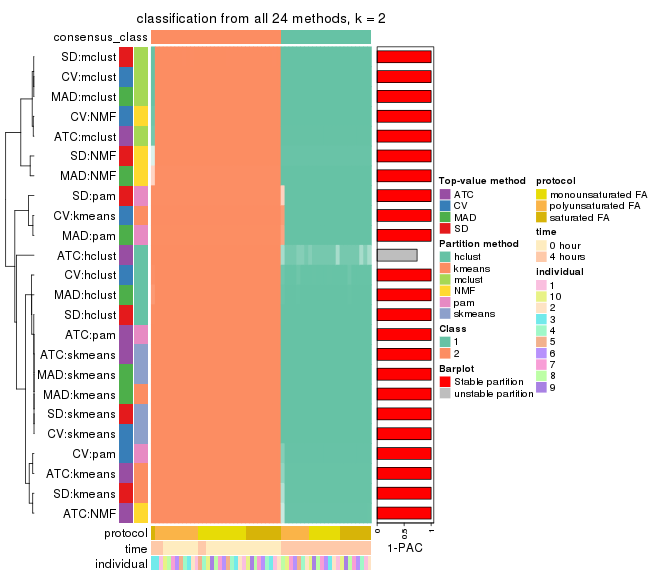 classification from all 24 methods, k = 2
consensus_class
SD:mclust
CV:mclust
MAD:mclust
CV:NMF
ATC:mclust
SD:NMF
MAD:NMF
SD:pam
CV:kmeans
MAD:pam
ATC:hclust
CV:hclust
MAD:hclust
SD:hclust
ATC:pam
ATC:skmeans
MAD:skmeans
MAD:kmeans
SD:skmeans
CV:skmeans
CV:pam
ATC:kmeans
SD:kmeans
ATC:NMF
protocol
time
individual
0
0.5
1
1-PAC
Top-value method
ATC
CV
MAD
SD
Partition method
hclust
kmeans
mclust
NMF
pam
skmeans
Class
1
2
Barplot
Stable partition
unstable partition
protocol
monounsaturated FA
polyunsaturated FA
saturated FA
time
0 hour
4 hours
individual
1
10
2
3
4
5
6
7
8
9